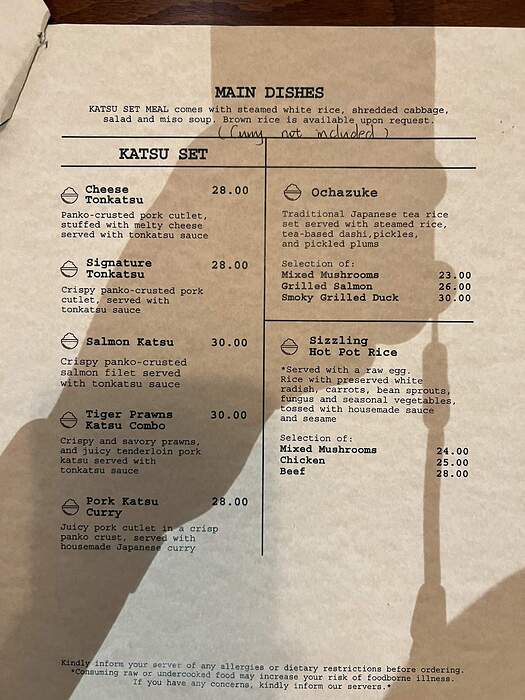 MAIN DISHES
KATSU SET MEAL comes with steamed white rice, shredded cabbage,
salad and miso soup. Brown rice is available upon request.
(Curry not included)
KATSU SET
Cheese 28.00
Tonkatsu
Panko-crusted pork cutlet,
stuffed with melty cheese
served with tonkatsu sauce
Signature 28.00
Tonkatsu
Crispy panko-crusted pork
cutlet, served with
tonkatsu sauce
Salmon Katsu 30.00
Crispy panko-crusted
salmon filet served
with tonkatsu sauce
Tiger Prawns 30.00
Katsu Combo
Crispy and savory prawns,
and juicy tenderloin pork
katsu served with
tonkatsu sauce
Pork Katsu 28.00
Curry
Juicy pork cutlet in a crisp
panko crust, served with
housemade Japanese curry
Ochazuke
Traditional Japanese tea rice
set served with steamed rice,
tea-based dashi,pickles,
and pickled plums
Selection of:
Mixed Mushrooms 23.00
Grilled Salmon 26.00
Smoky Grilled Duck 30.00
Sizzling
Hot Pot Rice
*Served with a raw egg.
Rice with preserved white
radish, carrots, bean sprouts,
fungus and seasonal vegetables,
tossed with housemade sauce
and sesame
Selection of:
Mixed Mushrooms 24.00
Chicken 25.00
Beef 28.00
Kindly inform your server of any allergies or dietary restrictions before ordering.
*Consuming raw or undercooked food may increase your risk of foodborne illness.
If you have any concerns, kindly inform our servers.*